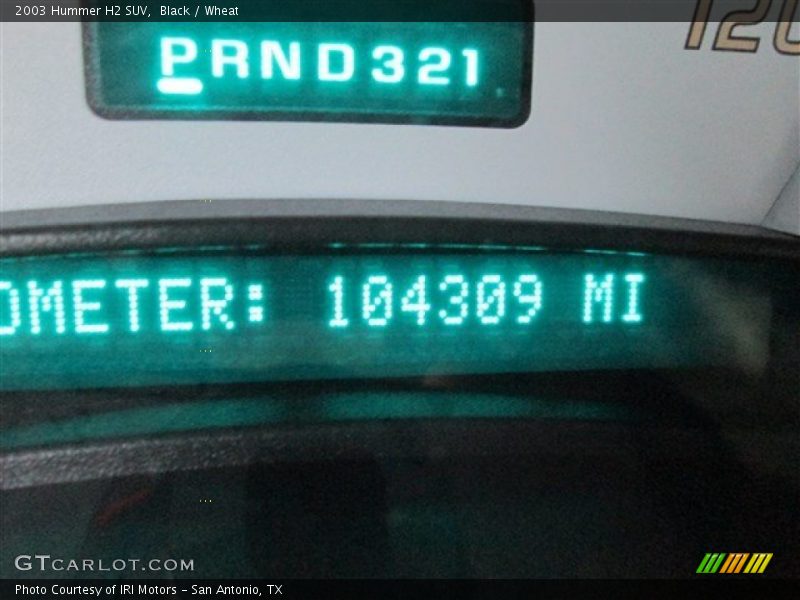 2003 Hummer H2 SUV, Black / Wheat
120
PRND321
OMETER: 104309 MI
GTCARLOT.COM
Photo Courtesy of IRI Motors - San Antonio, TX